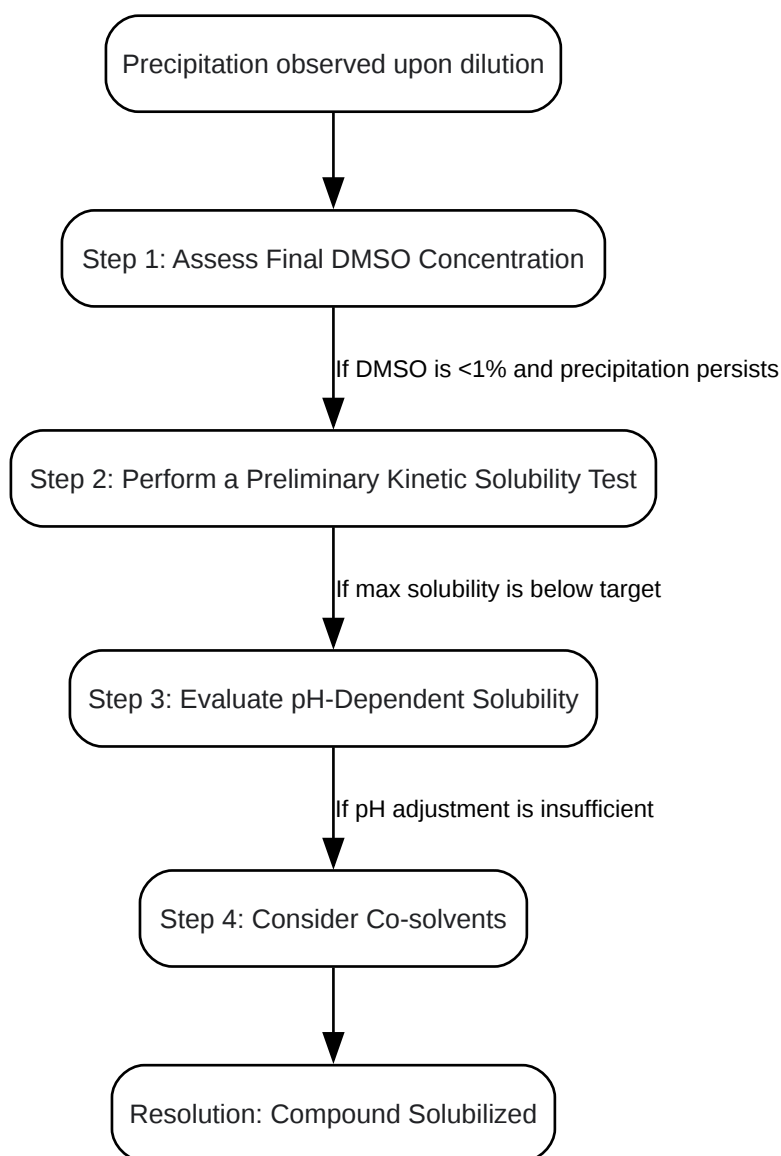 Precipitation observed upon dilution
Step 1: Assess Final DMSO Concentration
If DMSO is <1% and precipitation persists
Step 2: Perform a Preliminary Kinetic Solubility Test
If max solubility is below target
Step 3: Evaluate pH-Dependent Solubility
If pH adjustment is insufficient
Step 4: Consider Co-solvents
Resolution: Compound Solubilized